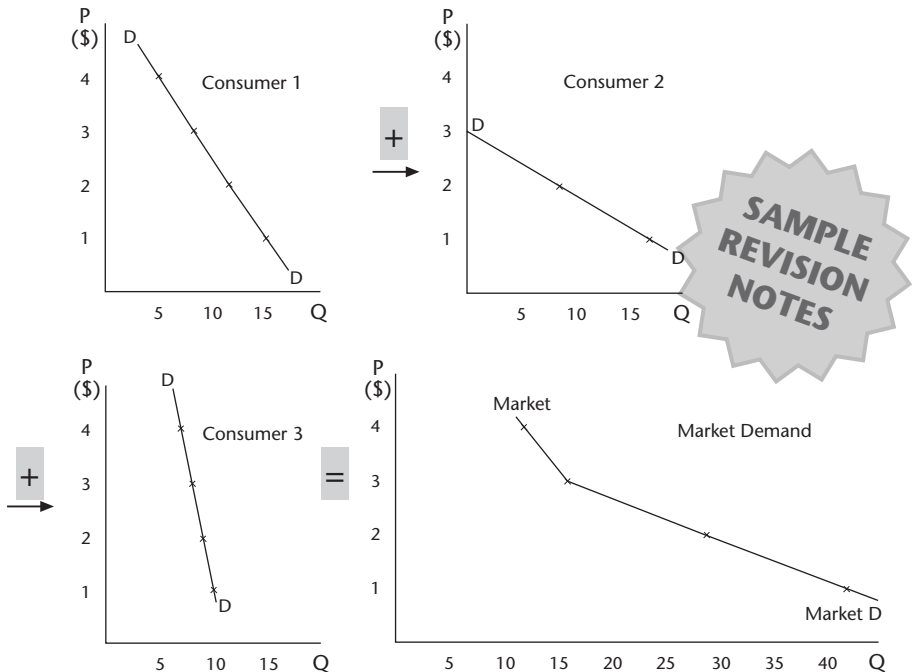 P
($)
D
4
3
2
1
Consumer 1
D
5 10 15 Q
+
P
($)
4
3
2
1
Consumer 2
D
D
5 10 15
SAMPLE
REVISION
NOTES
+
P
($)
D
4
3
2
1
Consumer 3
D
5 10 15 Q
=
P
($)
4
3
2
1
Market
Market Demand
Market D
5 10 15 20 25 30 35 40 Q